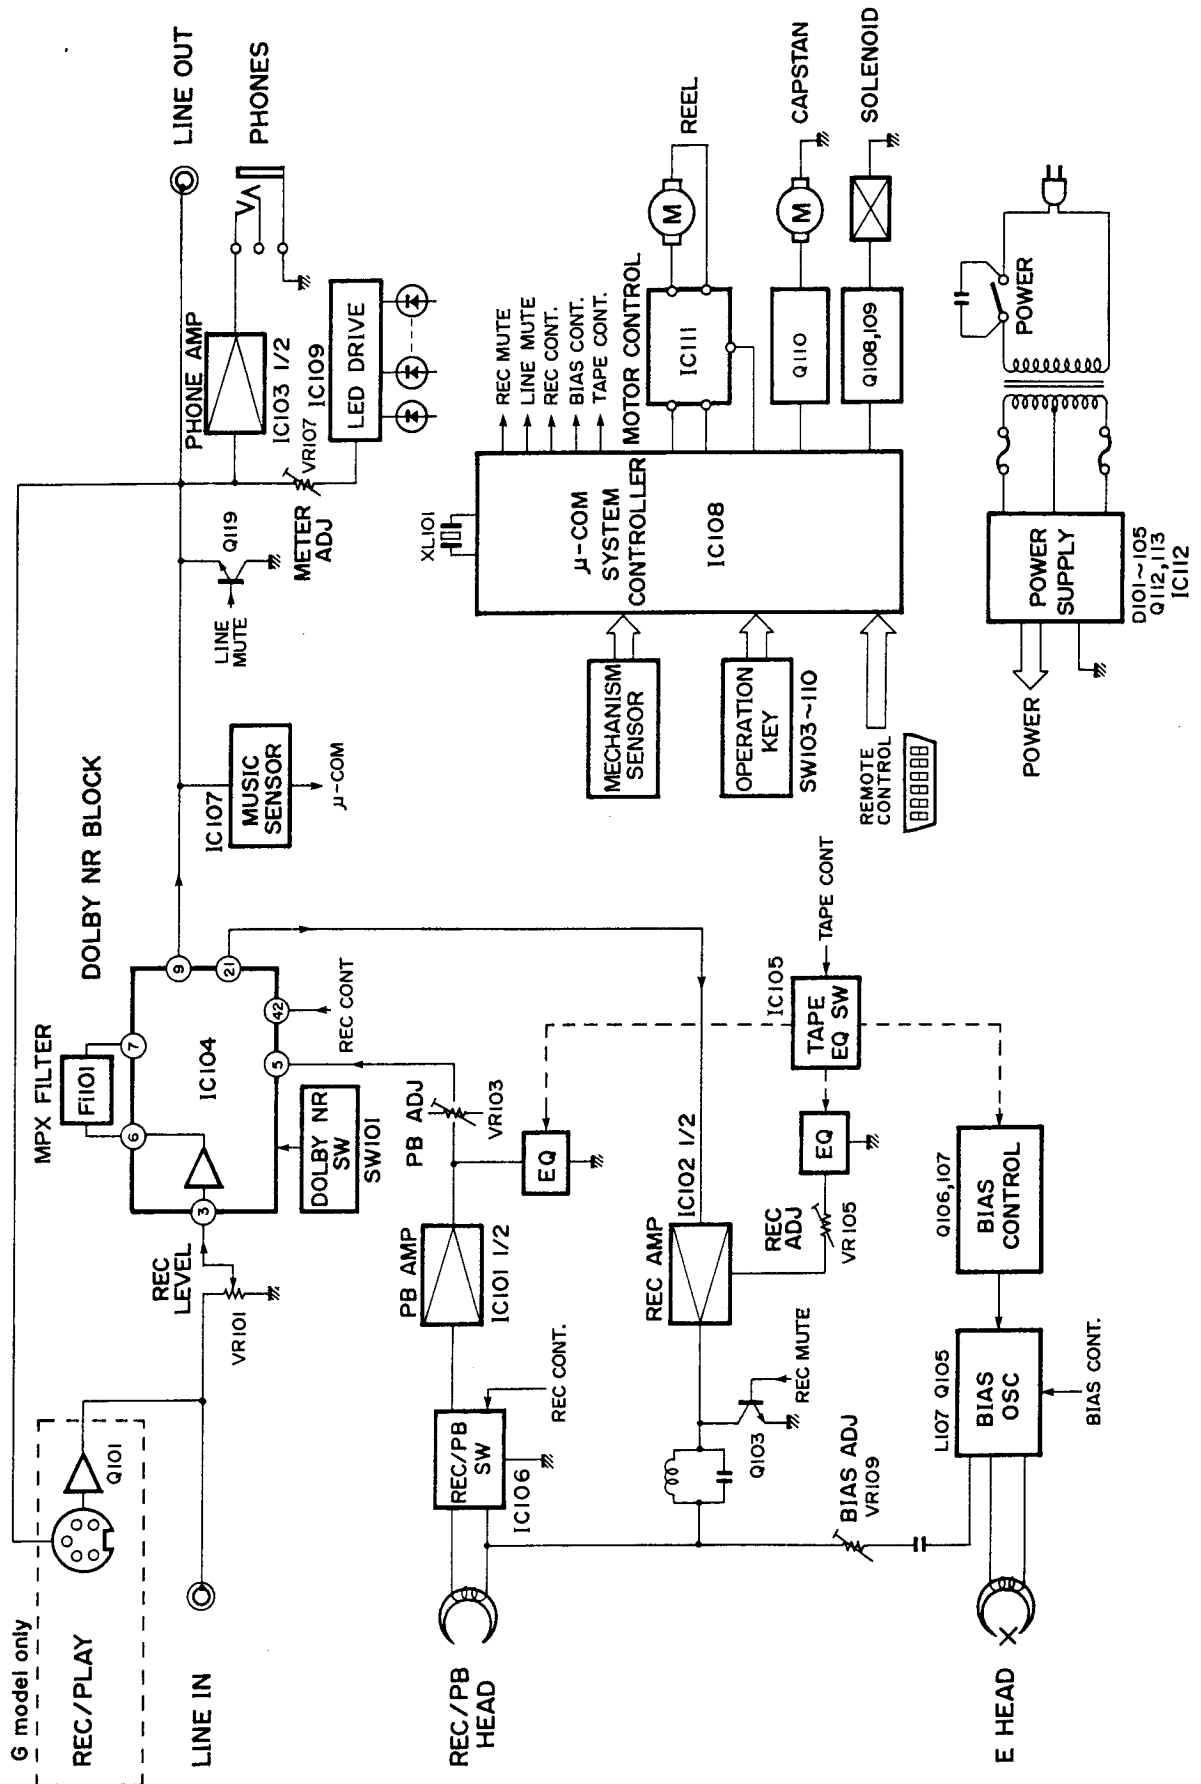 G model only
REC/PLAY
Q101
LINE IN
REC
LEVEL
VR101
MPX FILTER
Fi101
3
6
7
9
21
42
5
IC104
REC CONT
DOLBY NR
SW
SW101
DOLBY NR BLOCK
IC107
MUSIC
SENSOR
μ-COM
LINE
MUTE
Q119
METER
ADJ
VR107
PHONE AMP
IC103 1/2
IC109
LED DRIVE
LINE OUT
PHONES
REC/PB
HEAD
REC/PB
SW
IC106
REC CONT.
PB AMP
IC101 1/2
PB ADJ
VR103
EQ
REC AMP
IC102 1/2
REC
ADJ
VR105
EQ
IC105
TAPE
EQ SW
TAPE CONT
Q103
REC MUTE
BIAS ADJ
VR109
E HEAD
L107 Q105
BIAS
OSC
BIAS CONT.
Q106,107
BIAS
CONTROL
XL101
μ-COM
SYSTEM
CONTROLLER
IC108
MECHANISM
SENSOR
OPERATION
KEY
SW103~110
REMOTE
CONTROL
REC MUTE
LINE MUTE
REC CONT.
BIAS CONT.
TAPE CONT.
MOTOR CONTROL
IC111
M
REEL
Q110
M
CAPSTAN
Q108,109
SOLENOID
POWER
POWER
SUPPLY
D101~105
Q112,113
IC112
POWER